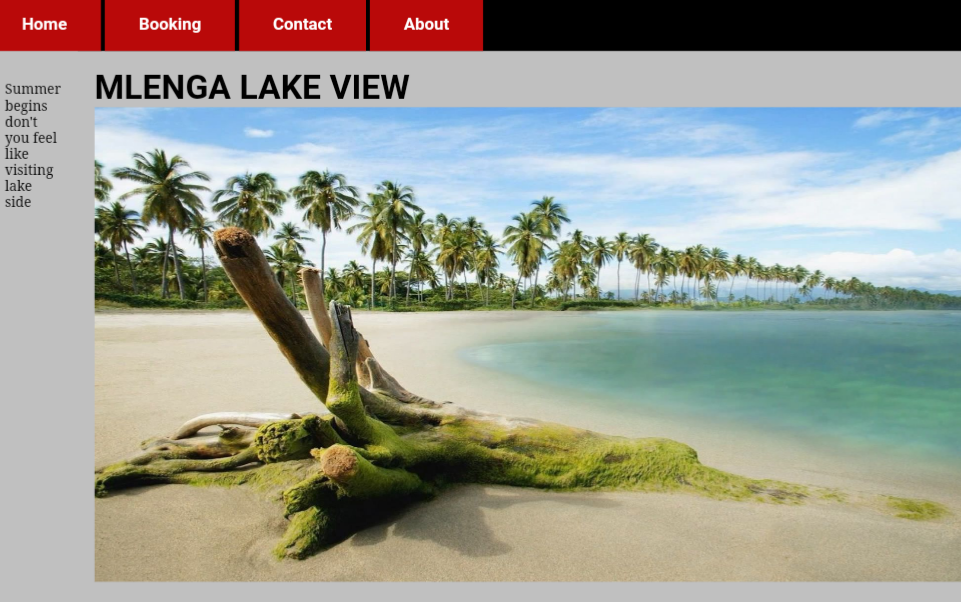 Home Booking Contact About
MLENGA LAKE VIEW
Summer
begins
don't
you feel
like
visiting
lake
side